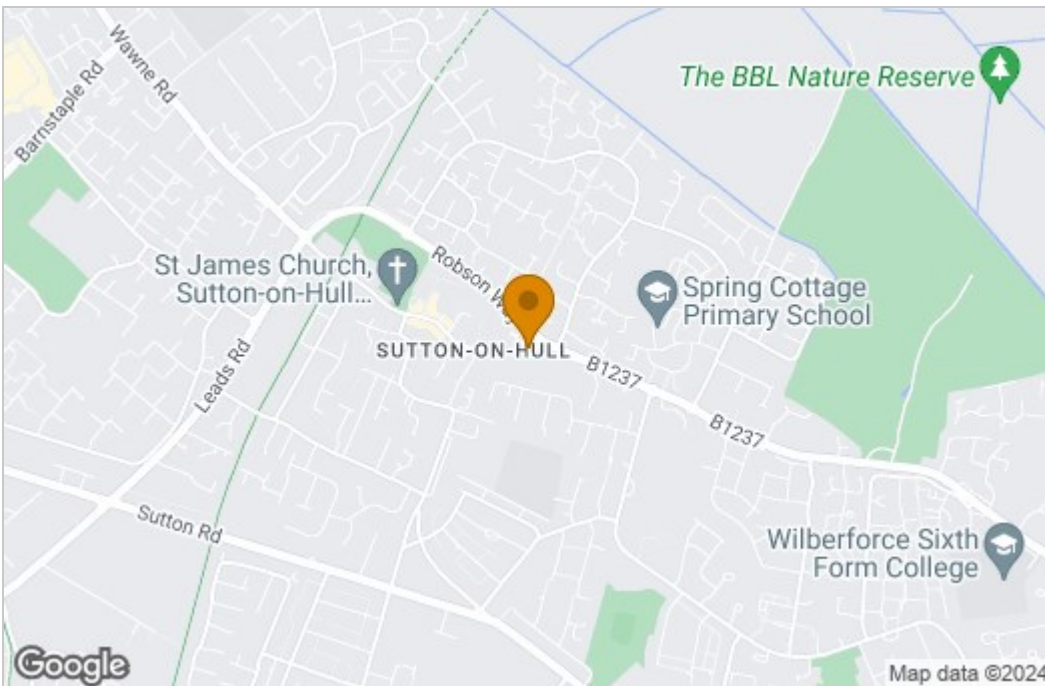 Wawne Rd
Barnstaple Rd
The BBL Nature Reserve
St James Church,
Sutton-on-Hull...
Robson Way
Spring Cottage
Primary School
SUTTON-ON-HULL
Leads Rd
B1237
B1237
Sutton Rd
Wilberforce Sixth
Form College
Google
Map data ©2024